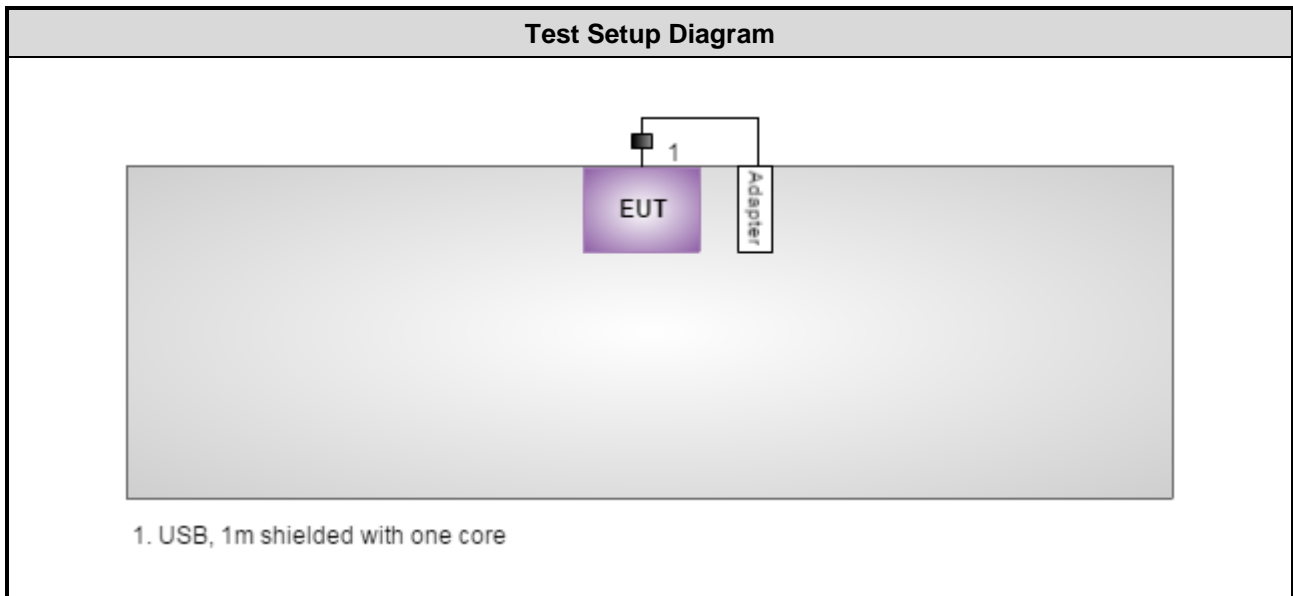 Test Setup Diagram
1
EUT
Adapter
1. USB, 1m shielded with one core